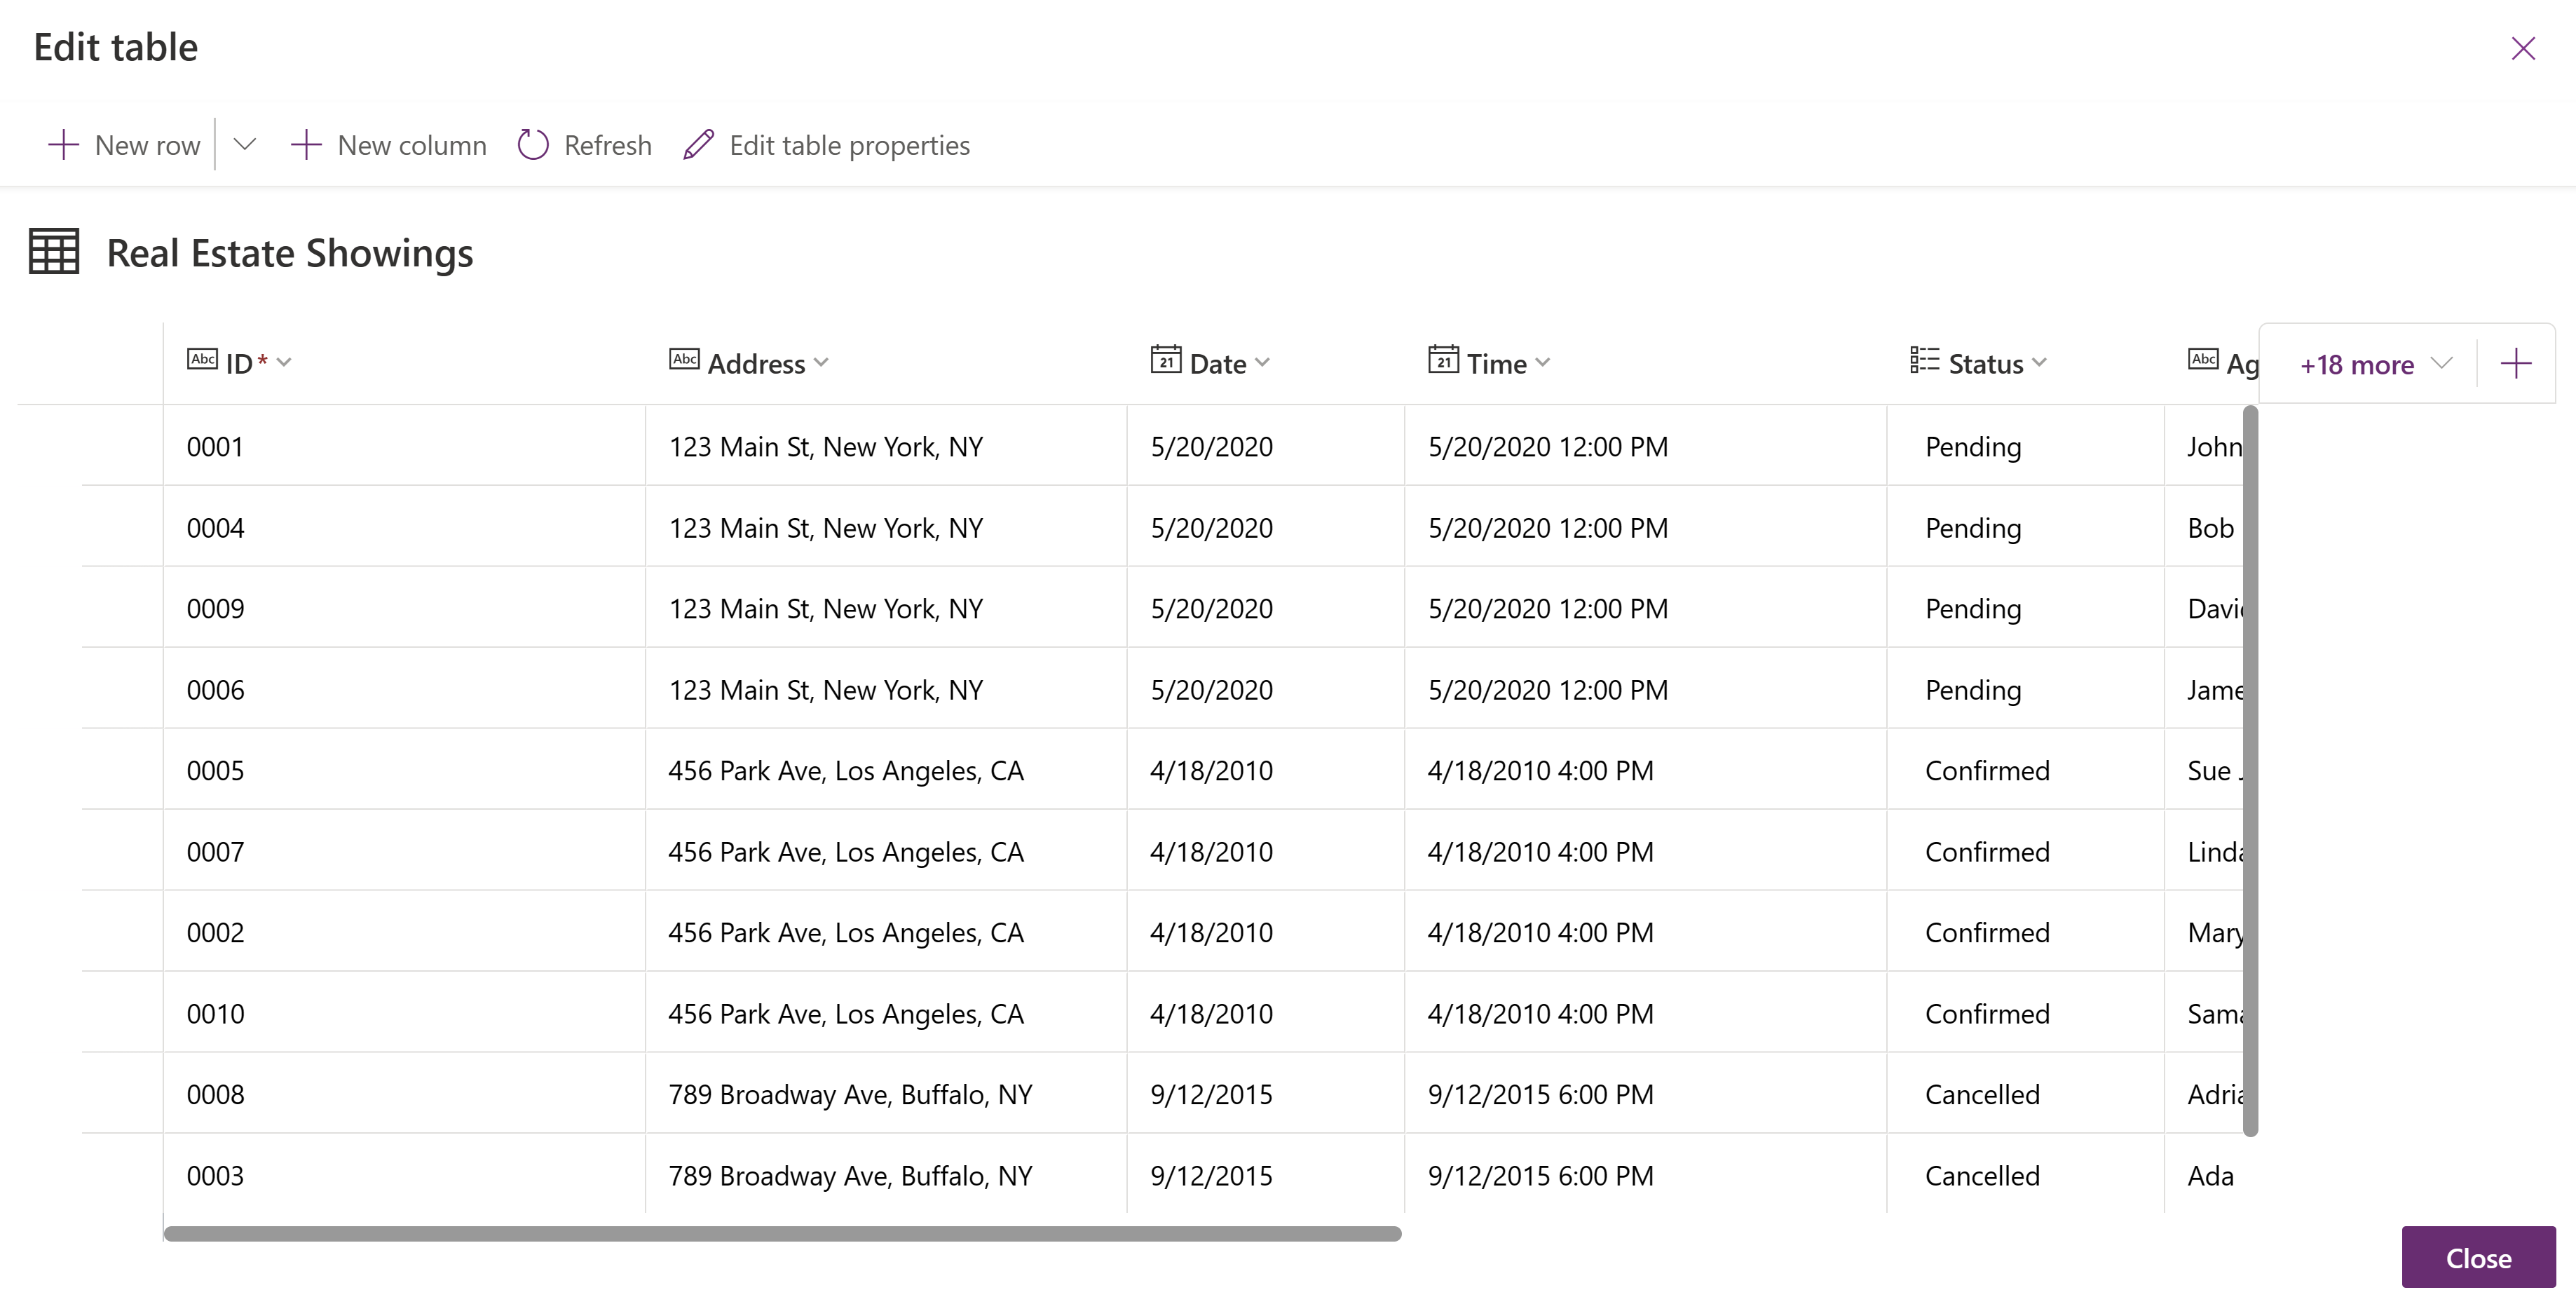 Edit table
New row
New column
Refresh
Edit table properties
Real Estate Showings
Abc ID* Abc Address 21 Date 21 Time Status Abc +18 more
0001 123 Main St, New York, NY 5/20/2020 5/20/2020 12:00 PM Pending John
0004 123 Main St, New York, NY 5/20/2020 5/20/2020 12:00 PM Pending Bob
0009 123 Main St, New York, NY 5/20/2020 5/20/2020 12:00 PM Pending
0006 123 Main St, New York, NY 5/20/2020 5/20/2020 12:00 PM Pending
0005 456 Park Ave, Los Angeles, CA 4/18/2010 4/18/2010 4:00 PM Confirmed Sue
0007 456 Park Ave, Los Angeles, CA 4/18/2010 4/18/2010 4:00 PM Confirmed
0002 456 Park Ave, Los Angeles, CA 4/18/2010 4/18/2010 4:00 PM Confirmed Mary
0010 456 Park Ave, Los Angeles, CA 4/18/2010 4/18/2010 4:00 PM Confirmed
0008 789 Broadway Ave, Buffalo, NY 9/12/2015 9/12/2015 6:00 PM Cancelled
0003 789 Broadway Ave, Buffalo, NY 9/12/2015 9/12/2015 6:00 PM Cancelled Ada
Close